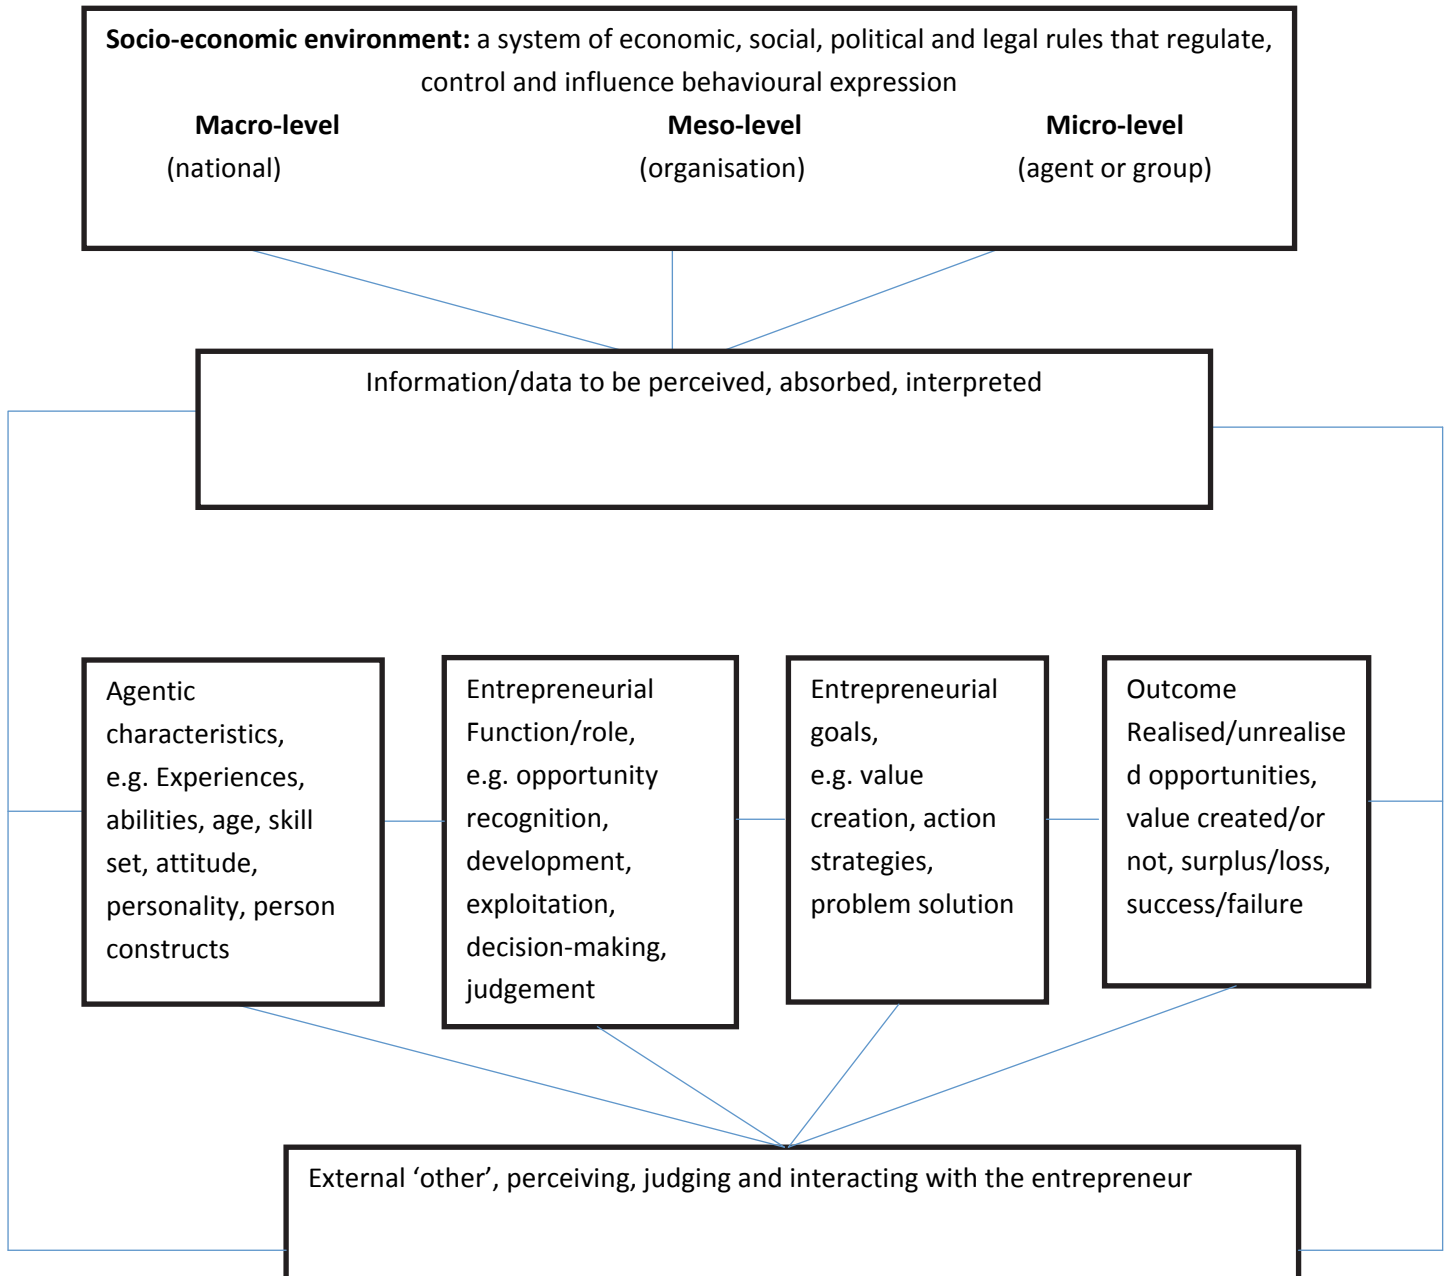 Socio-economic environment: a system of economic, social, political and legal rules that regulate,
control and influence behavioural expression
Macro-level Meso-level Micro-level
(national) (organisation) (agent or group)
Information/data to be perceived, absorbed, interpreted
Agentic
characteristics,
e.g. Experiences,
abilities, age, skill
set, attitude,
personality, person
constructs
Entrepreneurial
Function/role,
e.g. opportunity
recognition,
development,
exploitation,
decision-making,
judgement
Entrepreneurial
goals,
e.g. value
creation, action
strategies,
problem solution
Outcome
Realised/unrealise
d opportunities,
value created/or
not, surplus/loss,
success/failure
External ‘other’, perceiving, judging and interacting with the entrepreneur